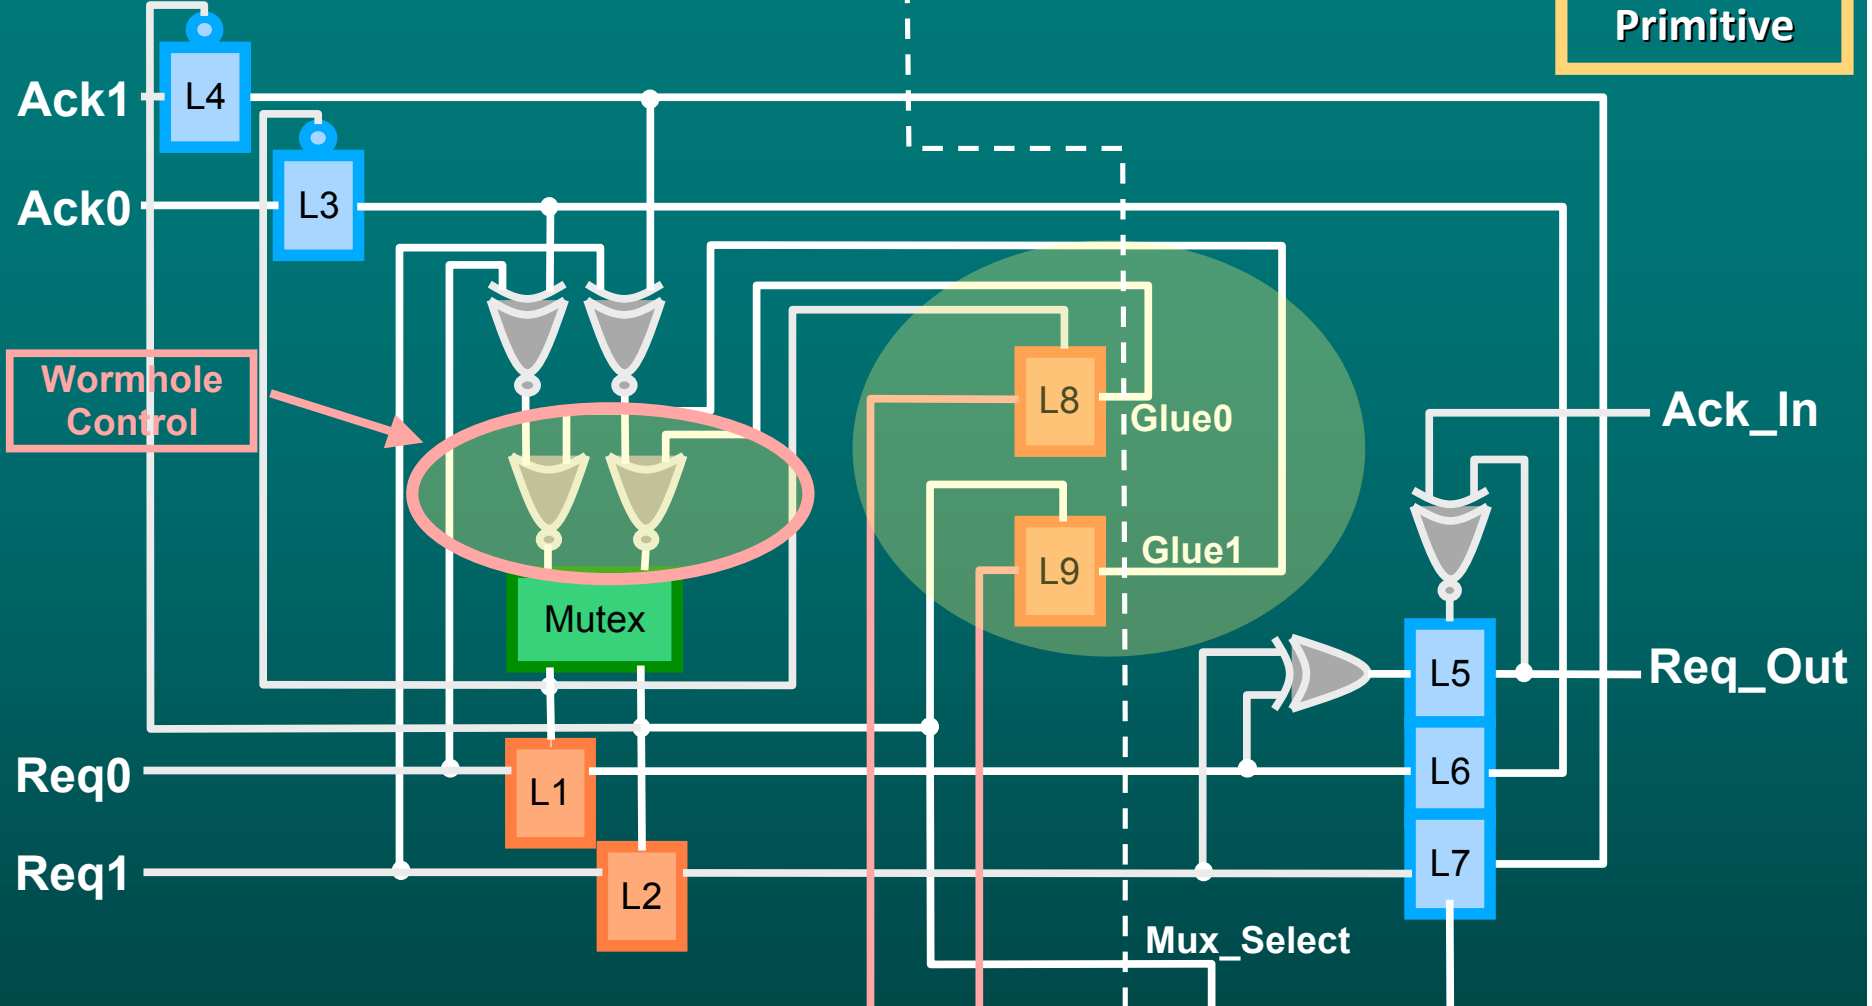 Primitive
Ack1
L4
Ack0
L3
Wormhole
Control
L8
Glue0
Ack_In
Glue1
L9
Mutex
L5
Req_Out
Req0
L1
L6
Req1
L2
L7
Mux_Select